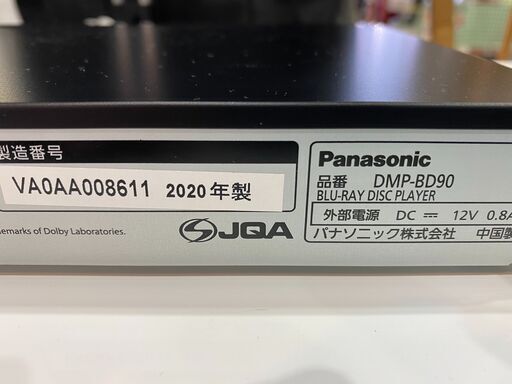 製造番号
VA0AA008611 2020年製
emarks of Dolby Laboratories.
JQA
Panasonic
品番 DMP-BD90
BLU-RAY DISC PLAYER
外部電源 DC ⎓ 12V 0.8A
パナソニック株式会社 中国製